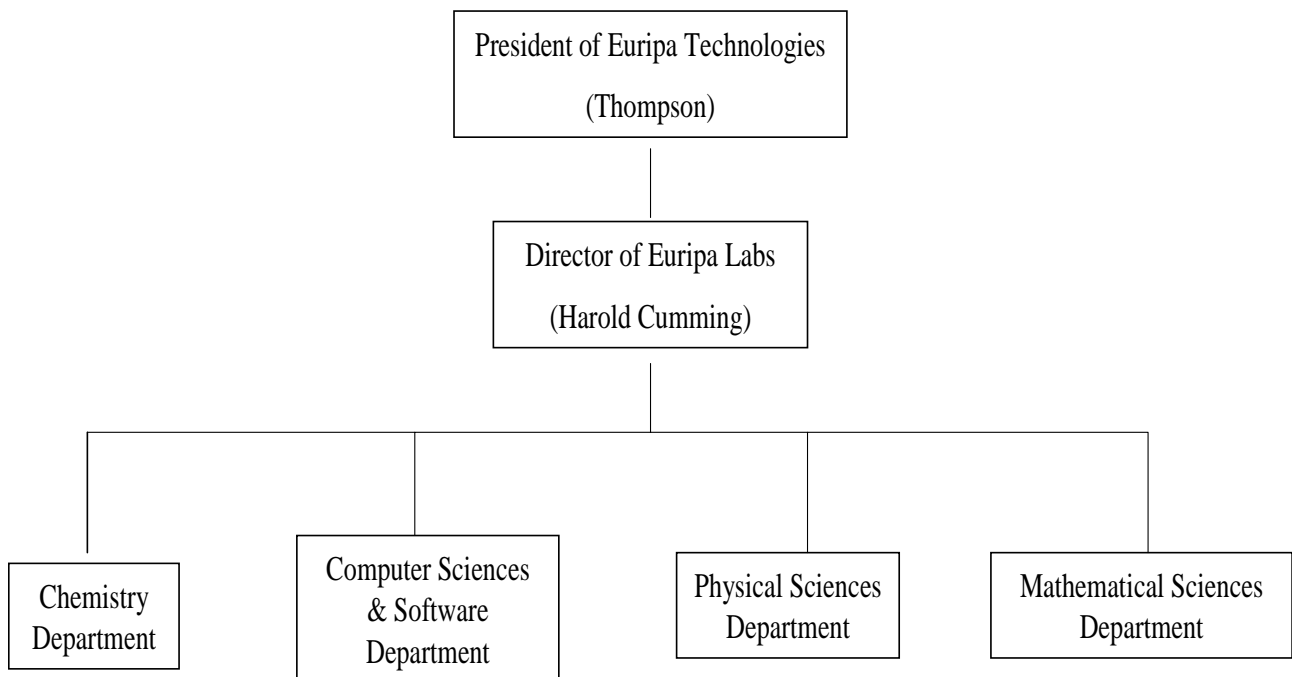 President of Euripa Technologies
(Thompson)
Director of Euripa Labs
(Harold Cumming)
Chemistry
Department
Computer Sciences
& Software
Department
Physical Sciences
Department
Mathematical Sciences
Department